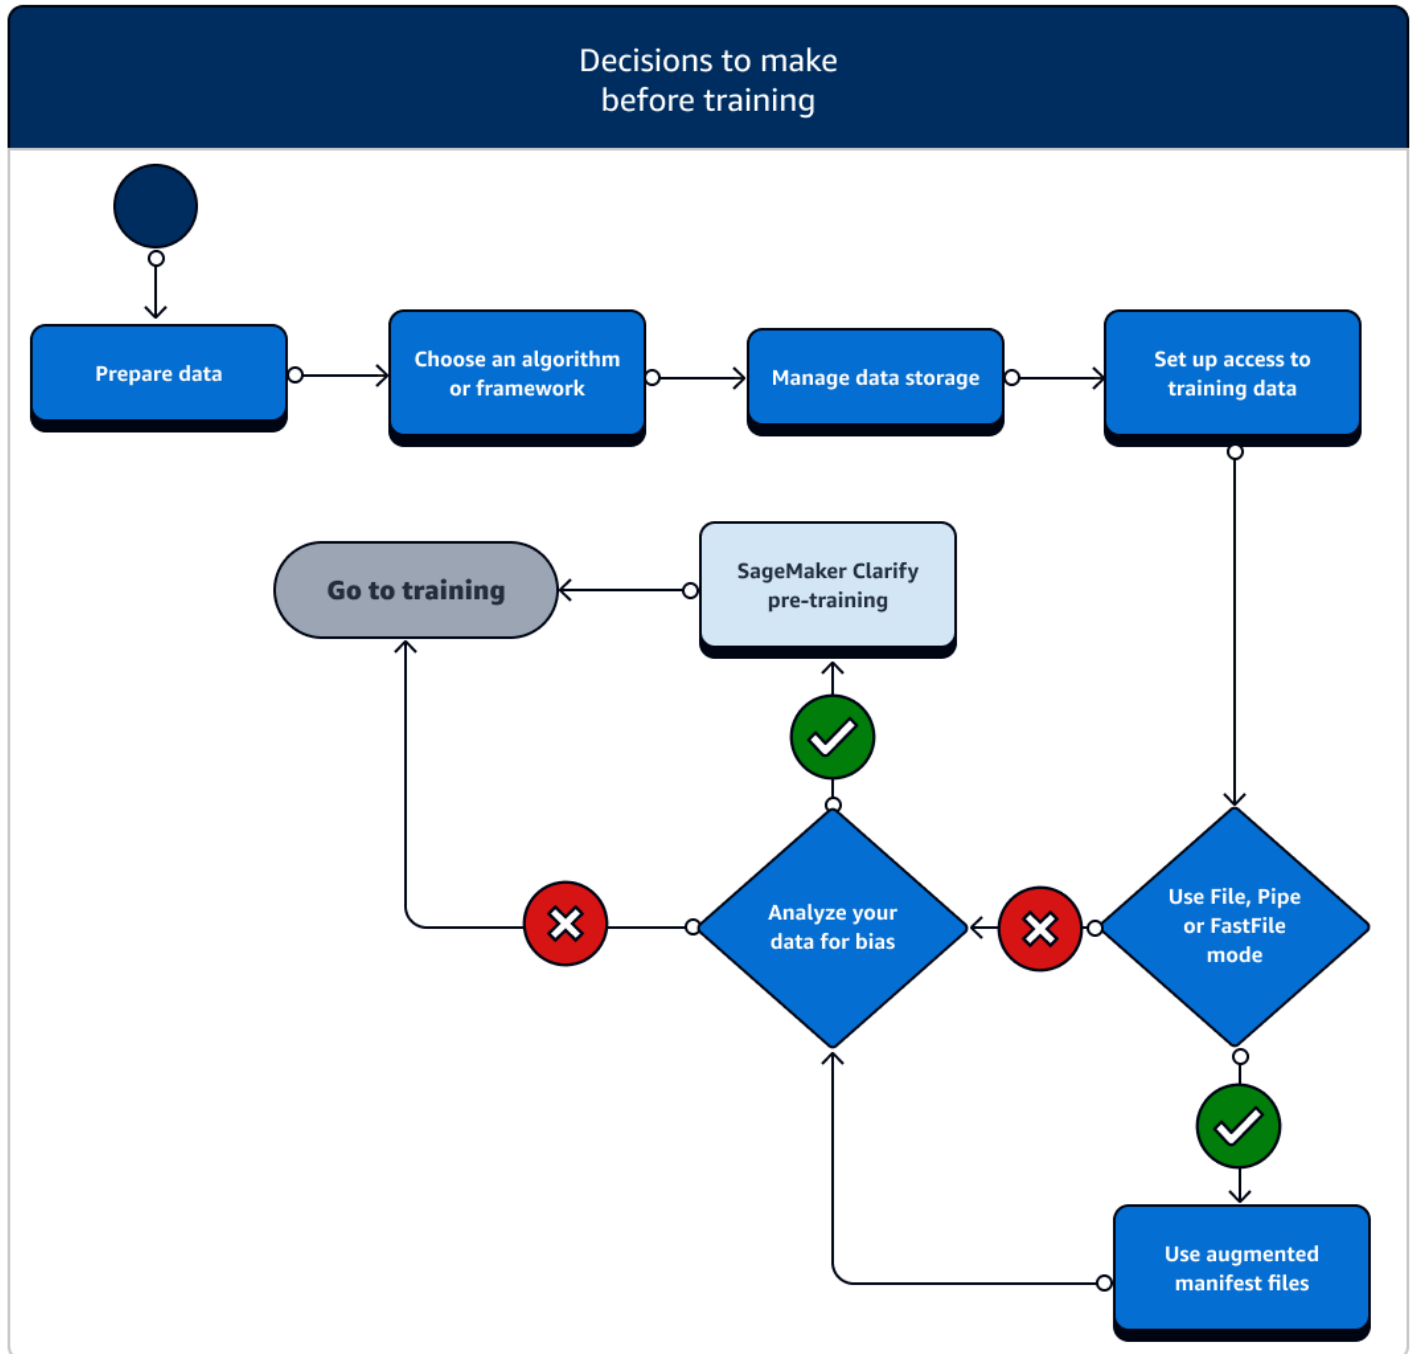 Decisions to make
before training
Prepare data
Choose an algorithm
or framework
Manage data storage
Set up access to
training data
Go to training
SageMaker Clarify
pre-training
Analyze your
data for bias
Use File, Pipe
or FastFile
mode
Use augmented
manifest files